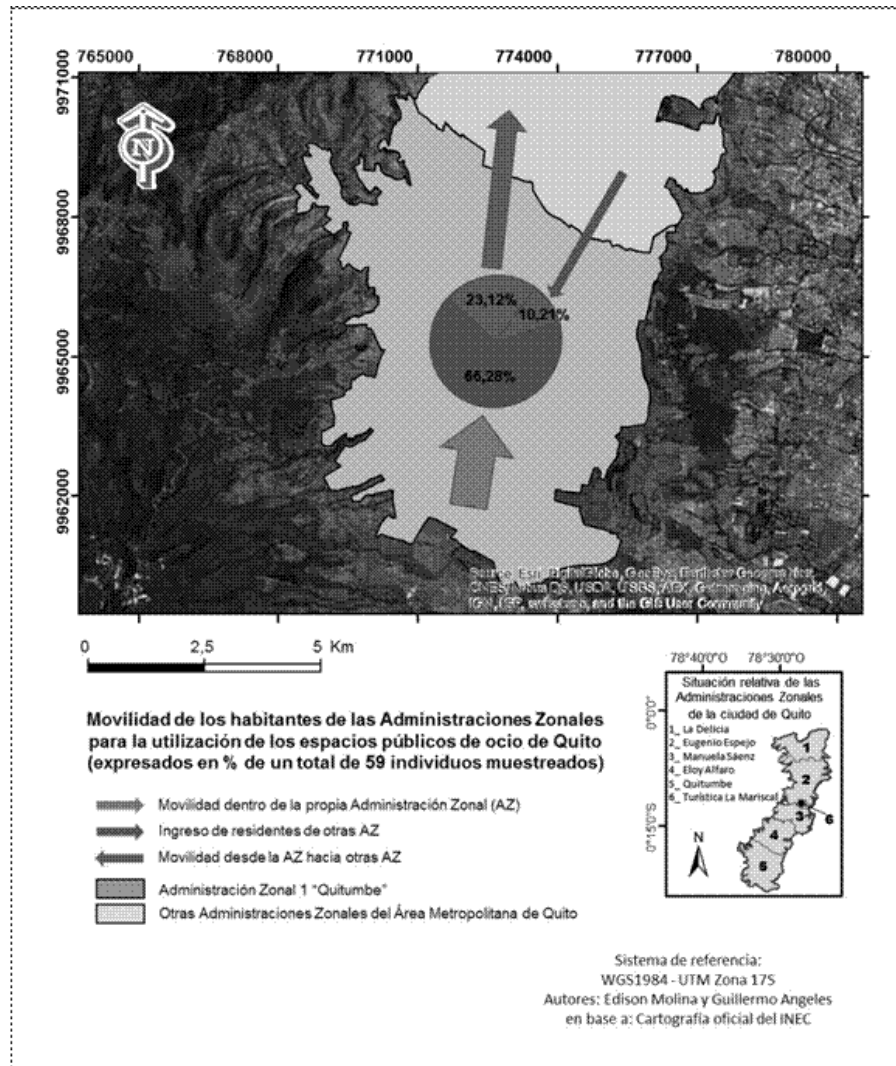 765000 768000 771000 774000 777000 780000
9971000
9968000
9965000
9962000
N
23,12%
10,21%
66,28%
and the GIS User Community
0 2,5 5 Km
Movilidad de los habitantes de las Administraciones Zonales
para la utilización de los espacios públicos de ocio de Quito
(expresados en % de un total de 59 individuos muestreados)
Movilidad dentro de la propia Administración Zonal (AZ)
Ingreso de residentes de otras AZ
Movilidad desde la AZ hacia otras AZ
Administración Zonal 1 "Quitumbe"
Otras Administraciones Zonales del Área Metropolitana de Quito
78°40'0"O 78°30'0"O
0°0'0"
0°15'0"S
Situación relativa de las
Administraciones Zonales
de la ciudad de Quito
1_ La Delicia
2_ Eugenio Espejo
3_ Manuela Sáenz
4_ Eloy Alfaro
5_ Quitumbe
6_ Turística La Mariscal
1
2
6
3
6
4
5
N
Sistema de referencia:
WGS1984 - UTM Zona 17S
Autores: Edison Molina y Guillermo Angeles
en base a: Cartografía oficial del INEC